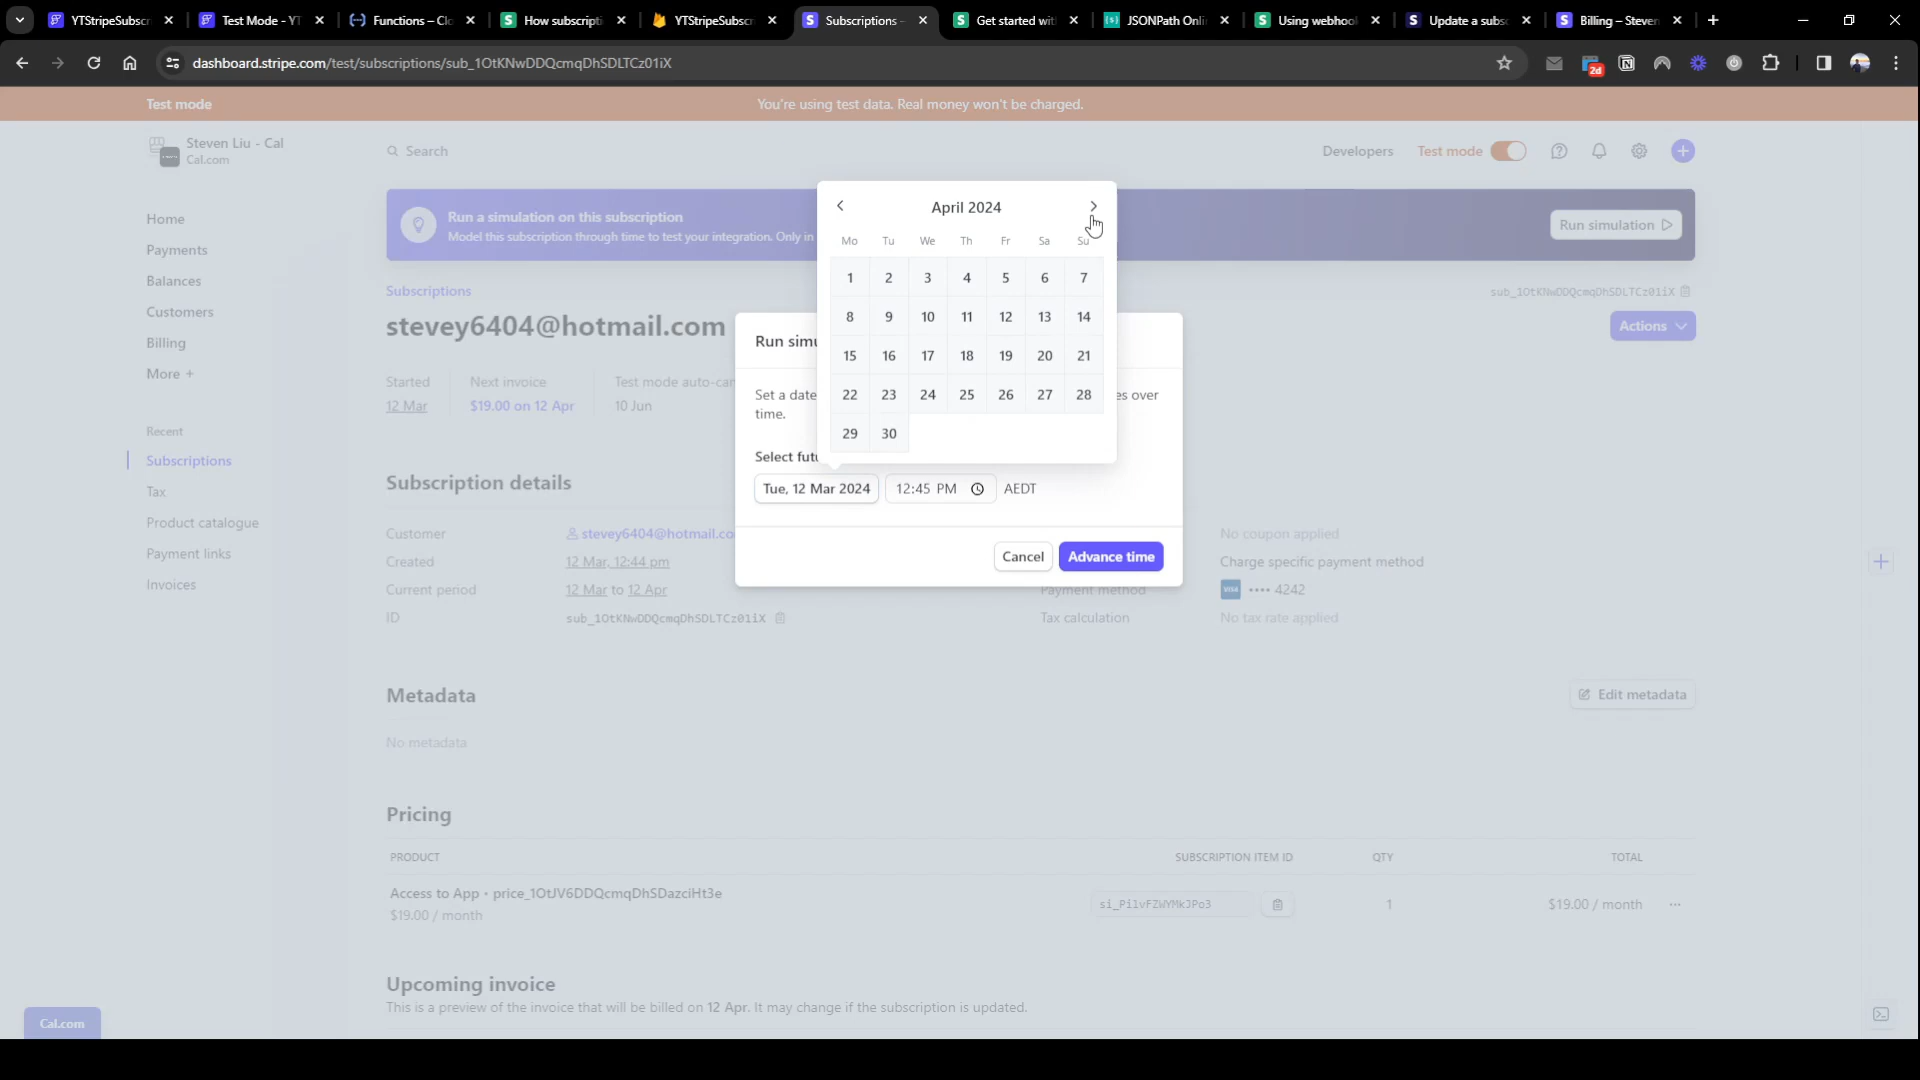 YTStripeSubsc
Test Mode - YT
Functions – Clo
How subscripti
YTStripeSubsc
Subscriptions –
Get started wit
JSONPath Onli
Using webhoo
Update a subs
Billing – Steven
dashboard.stripe.com/test/subscriptions/sub_1OtKNwDDQcmqDhSDLTCz01iX
2d
Test mode
You're using test data. Real money won't be charged.
Steven Liu - Cal
Cal.com
Search
Developers
Test mode
Home
Payments
Balances
Customers
Billing
More +
Recent
Subscriptions
Tax
Product catalogue
Payment links
Invoices
Run a simulation on this subscription
Model this subscription through time to test your integration. Only in
Run simulation
Subscriptions
sub_1OtKNwDDQcmqDhSDLTCz01iX
stevey6404@hotmail.com
Actions
Started
Next invoice
Test mode auto-can
12 Mar
$19.00 on 12 Apr
10 Jun
April 2024
Mo Tu We Th Fr Sa Su
1 2 3 4 5 6 7
8 9 10 11 12 13 14
15 16 17 18 19 20 21
22 23 24 25 26 27 28
29 30
Run simu
Set a date
es over
time.
Select futu
Tue, 12 Mar 2024
12:45 PM
AEDT
Cancel
Advance time
Subscription details
Customer
stevey6404@hotmail.co
Created
12 Mar, 12:44 pm
Current period
12 Mar to 12 Apr
ID
sub_1OtKNwDDQcmqDhSDLTCz01iX
No coupon applied
Charge specific payment method
Payment method
•••• 4242
Tax calculation
No tax rate applied
Metadata
Edit metadata
No metadata
Pricing
PRODUCT
SUBSCRIPTION ITEM ID
QTY
TOTAL
Access to App • price_1OtJV6DDQcmqDhSDazciHt3e
$19.00 / month
si_PilvFZWYMkJPo3
1
$19.00 / month
Upcoming invoice
This is a preview of the invoice that will be billed on 12 Apr. It may change if the subscription is updated.
Cal.com